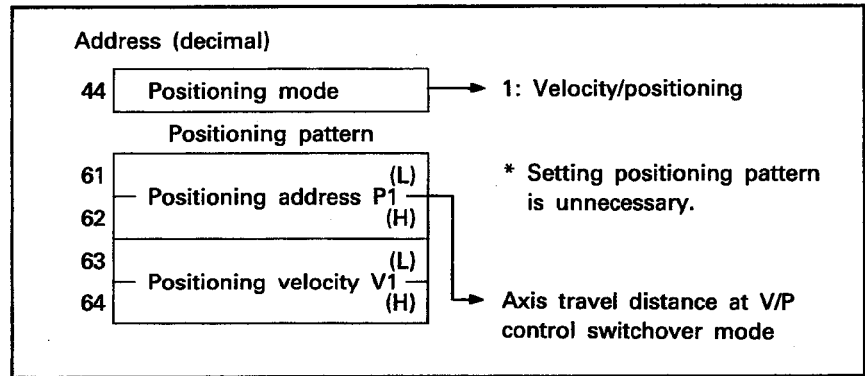 Address (decimal)
44 Positioning mode 1: Velocity/positioning
Positioning pattern
61 (L)
Positioning address P1
62 (H)
* Setting positioning pattern
is unnecessary.
63 (L)
Positioning velocity V1
64 (H)
Axis travel distance at V/P
control switchover mode